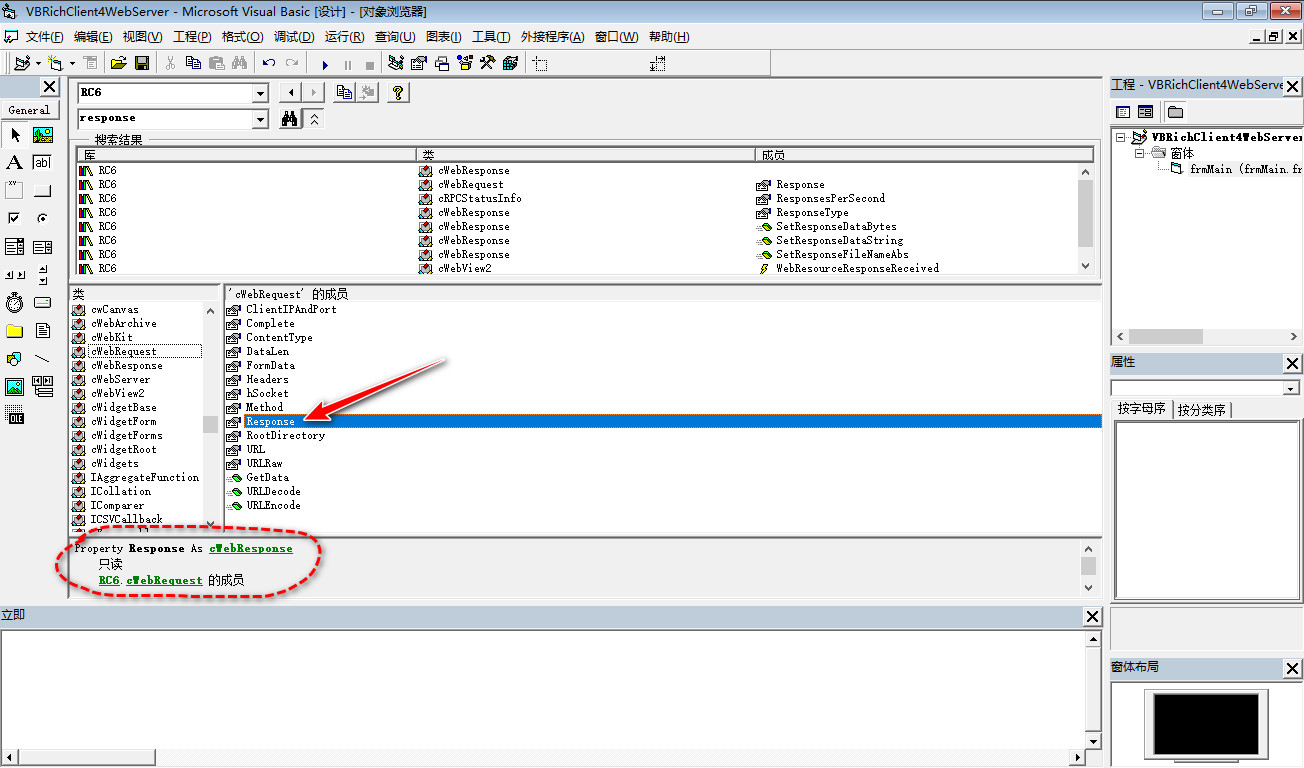 VBRichClient4WebServer - Microsoft Visual Basic [设计] - [对象浏览器]
文件(F) 编辑(E) 视图(V) 工程(P) 格式(O) 调试(D) 运行(R) 查询(U) 图表(I) 工具(T) 外接程序(A) 窗口(W) 帮助(H)
General
A
ab
xy
OLE
RC6
response
搜索结果
库 类 成员
RC6 cWebResponse
RC6 cWebRequest Response
RC6 cRPCStatusInfo ResponsesPerSecond
RC6 cWebResponse ResponseType
RC6 cWebResponse SetResponseDataBytes
RC6 cWebResponse SetResponseDataString
RC6 cWebResponse SetResponseFileNameAbs
RC6 cWebView2 WebResourceResponseReceived
类
cwCanvas
cWebArchive
cWebKit
cWebRequest
cWebResponse
cWebServer
cWebView2
cWidgetBase
cWidgetForm
cWidgetForms
cWidgetRoot
cWidgets
IAggregateFunction
ICollation
IComparer
ICSVCallback
'cWebRequest' 的成员
ClientIPAndPort
Complete
ContentType
DataLen
FormData
Headers
hSocket
Method
Response
RootDirectory
URL
URLRaw
GetData
URLDecode
URLEncode
Property Response As cWebResponse
只读
RC6.cWebRequest 的成员
立即
工程 - VBRichClient4WebServe
VBRichClient4WebServer
窗体
frmMain (frmMain.fr
属性
按字母序 按分类序
窗体布局